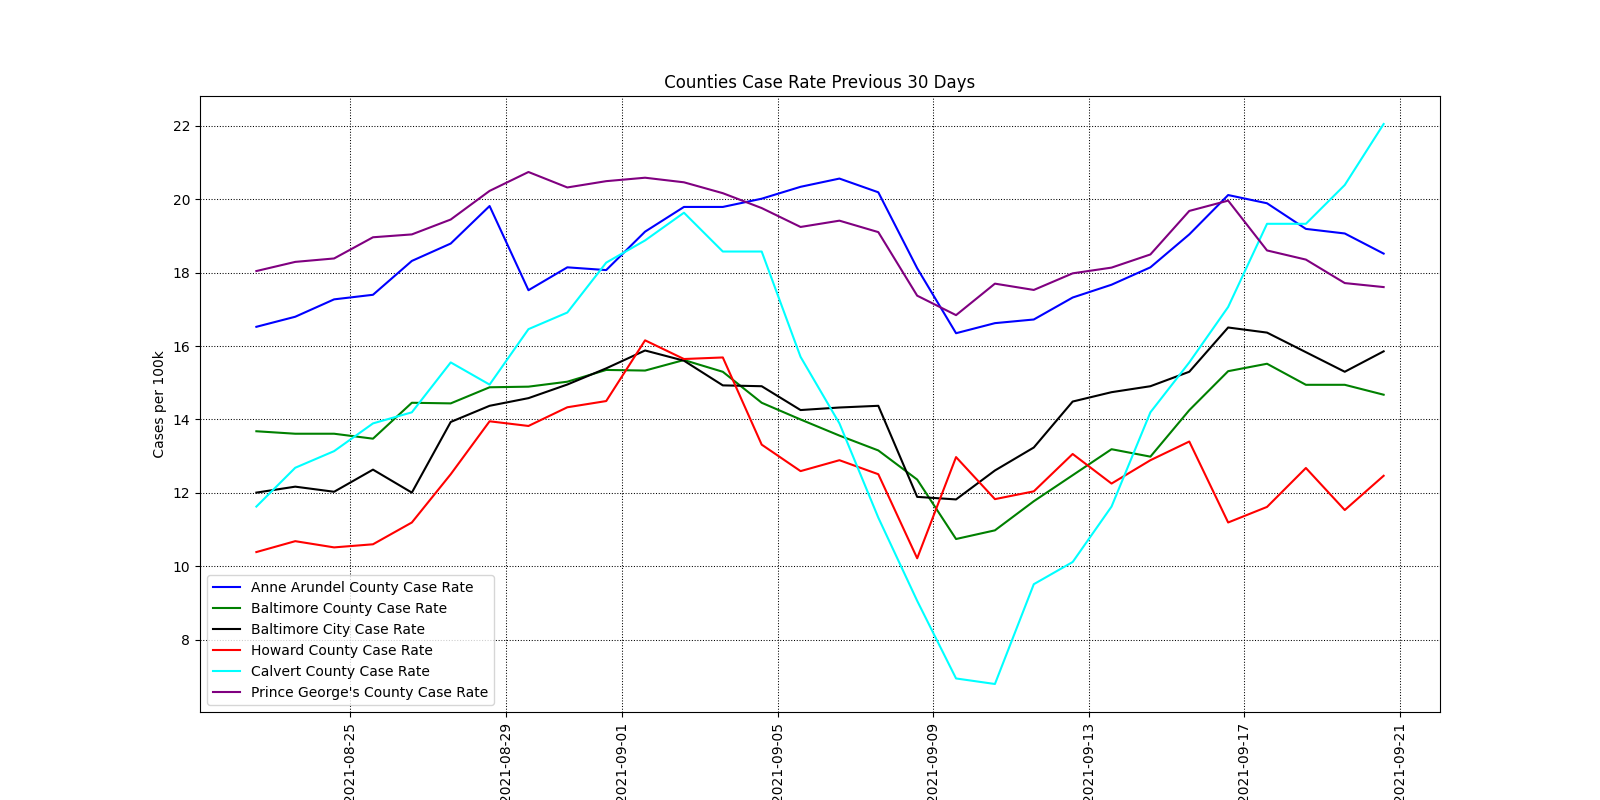 Counties Case Rate Previous 30 Days
Cases per 100k
22
20
18
16
14
12
10
8
Anne Arundel County Case Rate
Baltimore County Case Rate
Baltimore City Case Rate
Howard County Case Rate
Calvert County Case Rate
Prince George's County Case Rate
2021-08-25
2021-08-29
2021-09-01
2021-09-05
2021-09-09
2021-09-13
2021-09-17
2021-09-21